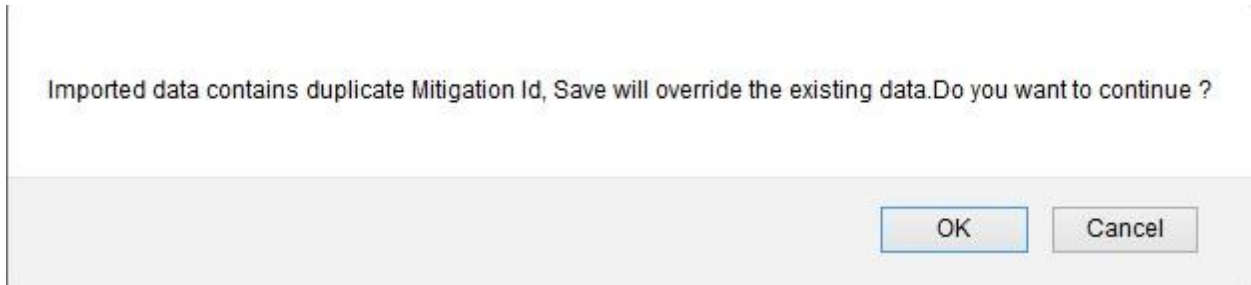 Imported data contains duplicate Mitigation Id, Save will override the existing data.Do you want to continue ?
OK
Cancel